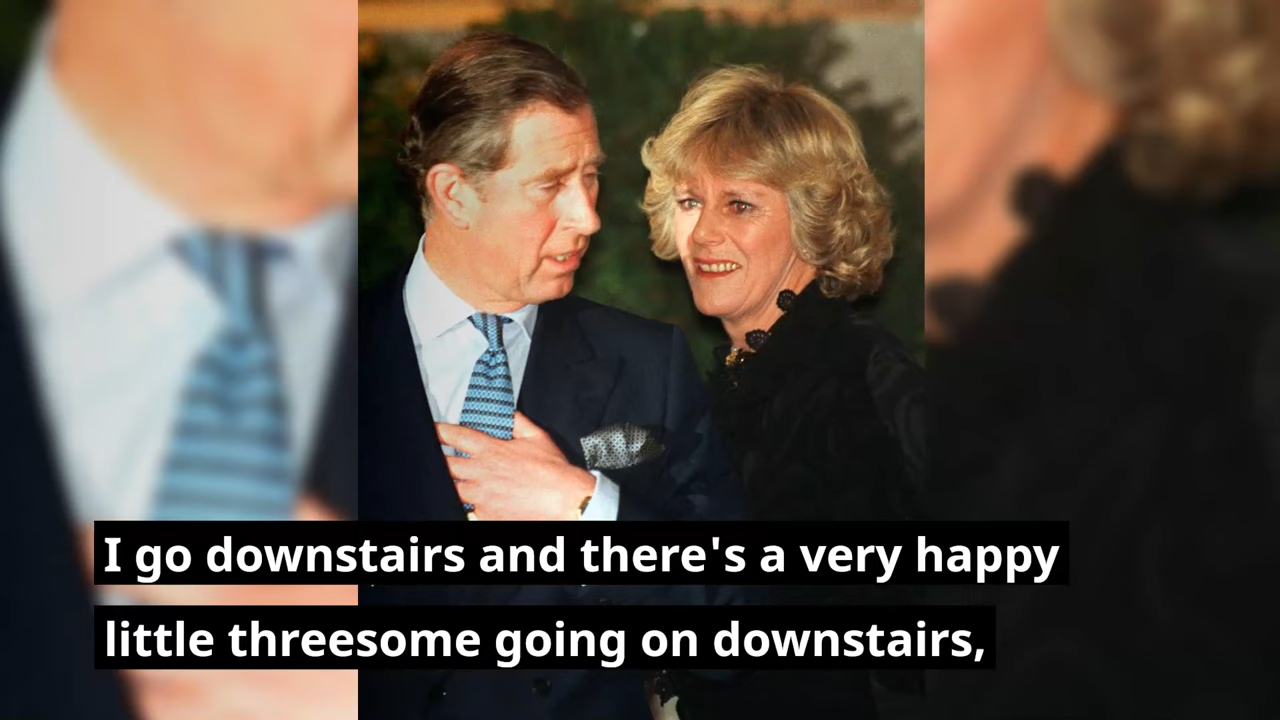 I go downstairs and there's a very happy
little threesome going on downstairs,